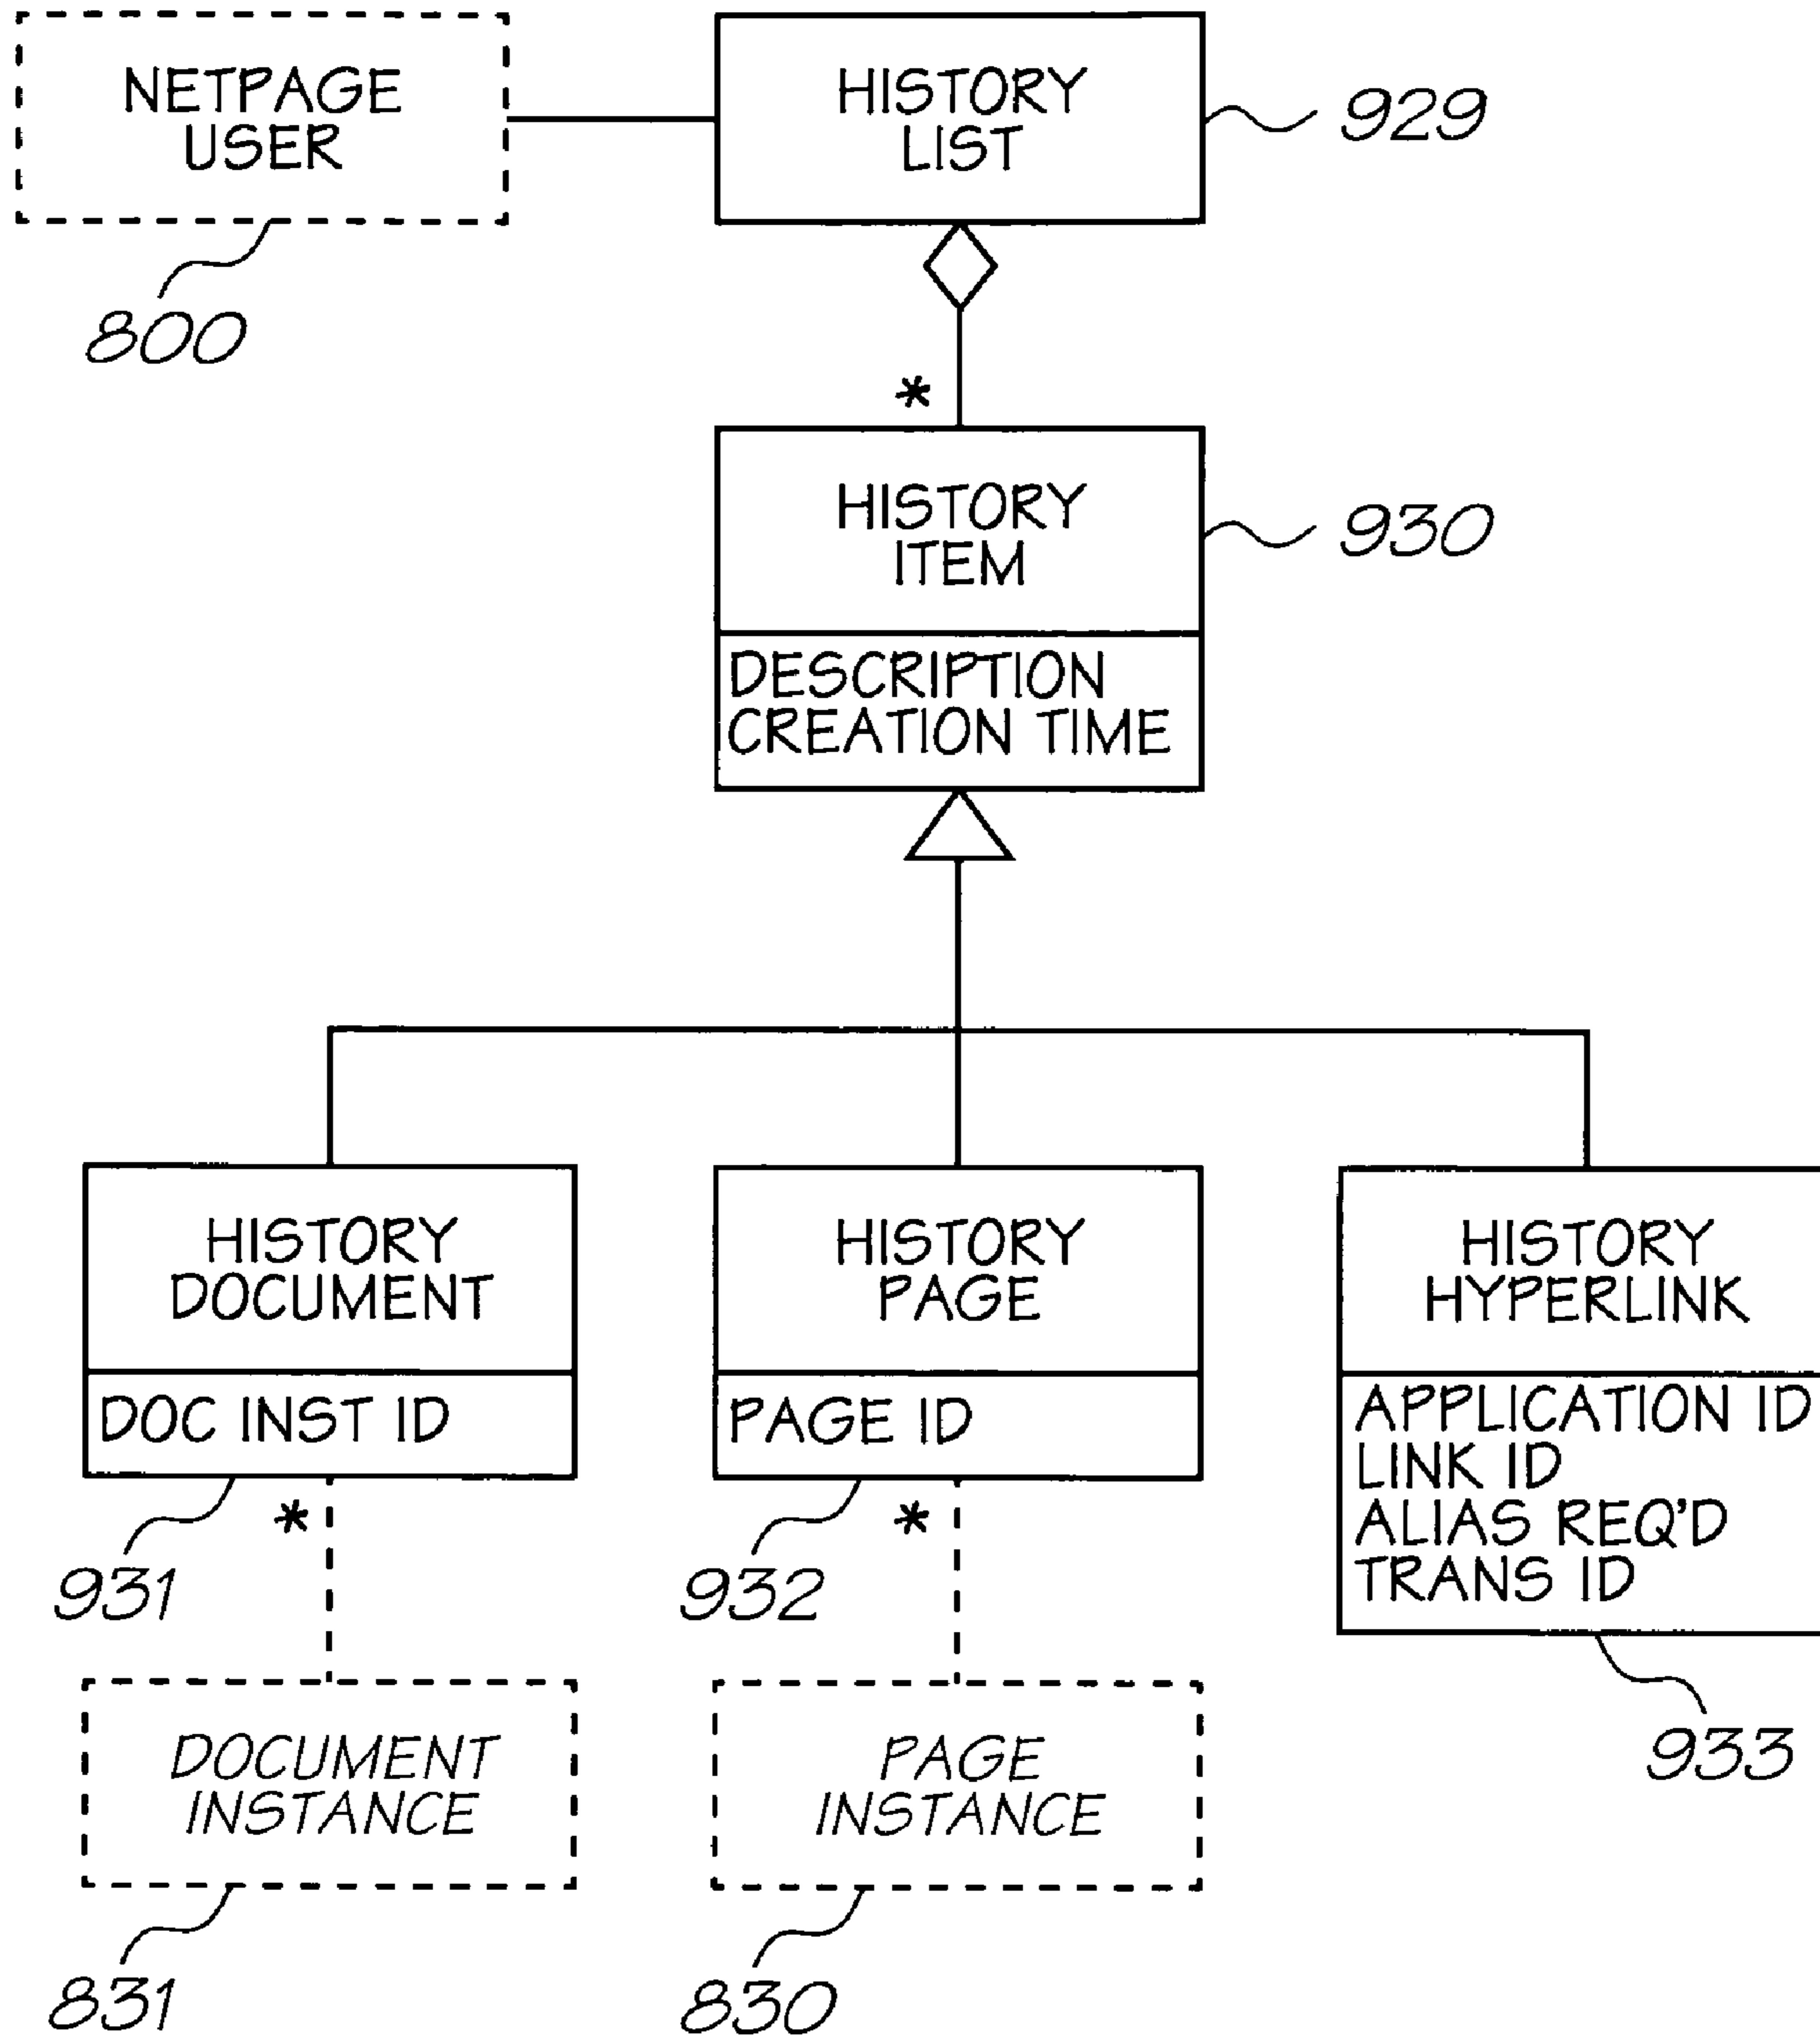 NETPAGE
USER
800
HISTORY
LIST
929
*
HISTORY
ITEM
930
DESCRIPTION
CREATION TIME
HISTORY
DOCUMENT
DOC INST ID
931
*
HISTORY
PAGE
PAGE ID
932
*
HISTORY
HYPERLINK
APPLICATION ID
LINK ID
ALIAS REQ'D
TRANS ID
933
DOCUMENT
INSTANCE
831
PAGE
INSTANCE
830